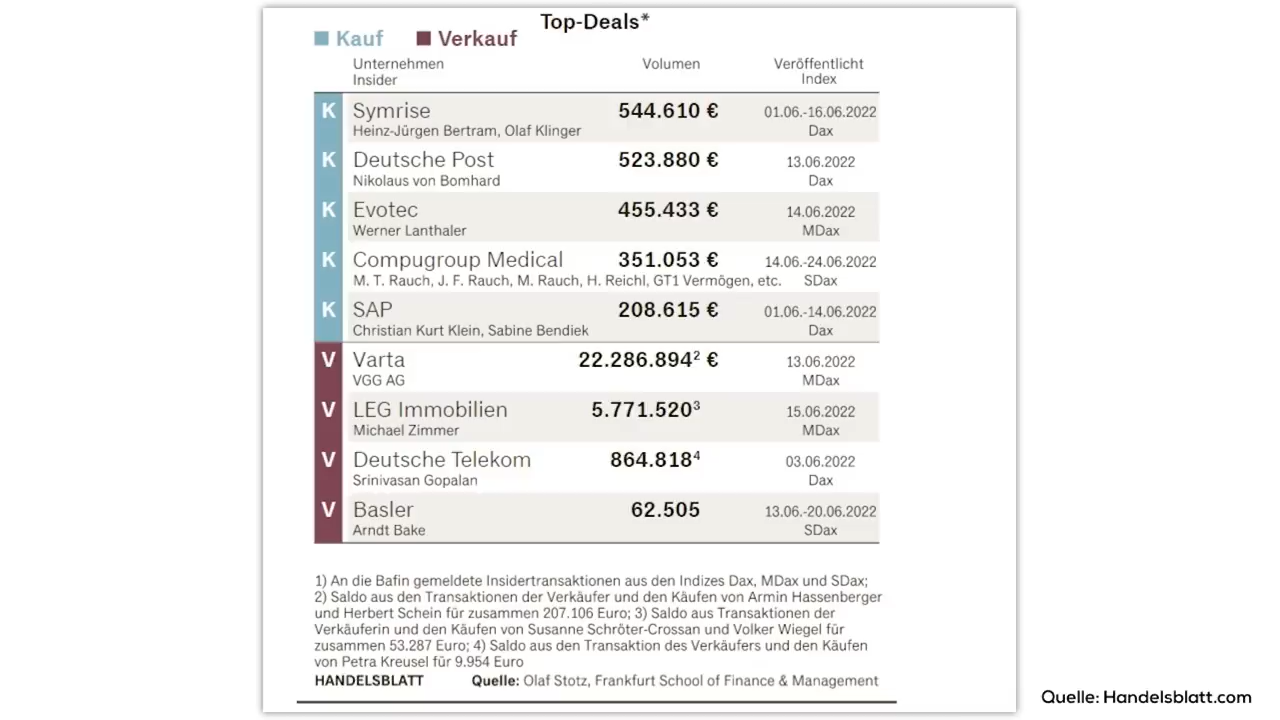 Top-Deals*
Kauf Verkauf
Unternehmen Volumen Veröffentlicht
Insider Index
K Symrise 544.610 € 01.06.-16.06.2022
Heinz-Jürgen Bertram, Olaf Klinger Dax
K Deutsche Post 523.880 € 13.06.2022
Nikolaus von Bomhard Dax
K Evotec 455.433 € 14.06.2022
Werner Lanthaler MDax
K Compugroup Medical 351.053 € 14.06.-24.06.2022
M. T. Rauch, J. F. Rauch, M. Rauch, H. Reichl, GT1 Vermögen, etc. SDax
K SAP 208.615 € 01.06.-14.06.2022
Christian Kurt Klein, Sabine Bendiek Dax
V Varta 22.286.894² € 13.06.2022
VGG AG MDax
V LEG Immobilien 5.771.520³ 15.06.2022
Michael Zimmer MDax
V Deutsche Telekom 864.818⁴ 03.06.2022
Srinivasan Gopalan Dax
V Basler 62.505 13.06.-20.06.2022
Arndt Bake SDax
1) An die Bafin gemeldete Insidertransaktionen aus den Indizes Dax, MDax und SDax;
2) Saldo aus den Transaktionen der Verkäufer und den Käufen von Armin Hassenberger
und Herbert Schein für zusammen 207.106 Euro; 3) Saldo aus Transaktionen der
Verkäuferin und den Käufen von Susanne Schröter-Crossan und Volker Wiegel für
zusammen 53.287 Euro; 4) Saldo aus den Transaktion des Verkäufers und den Käufen
von Petra Kreusel für 9.954 Euro
HANDELSBLATT Quelle: Olaf Stotz, Frankfurt School of Finance & Management
Quelle: Handelsblatt.com